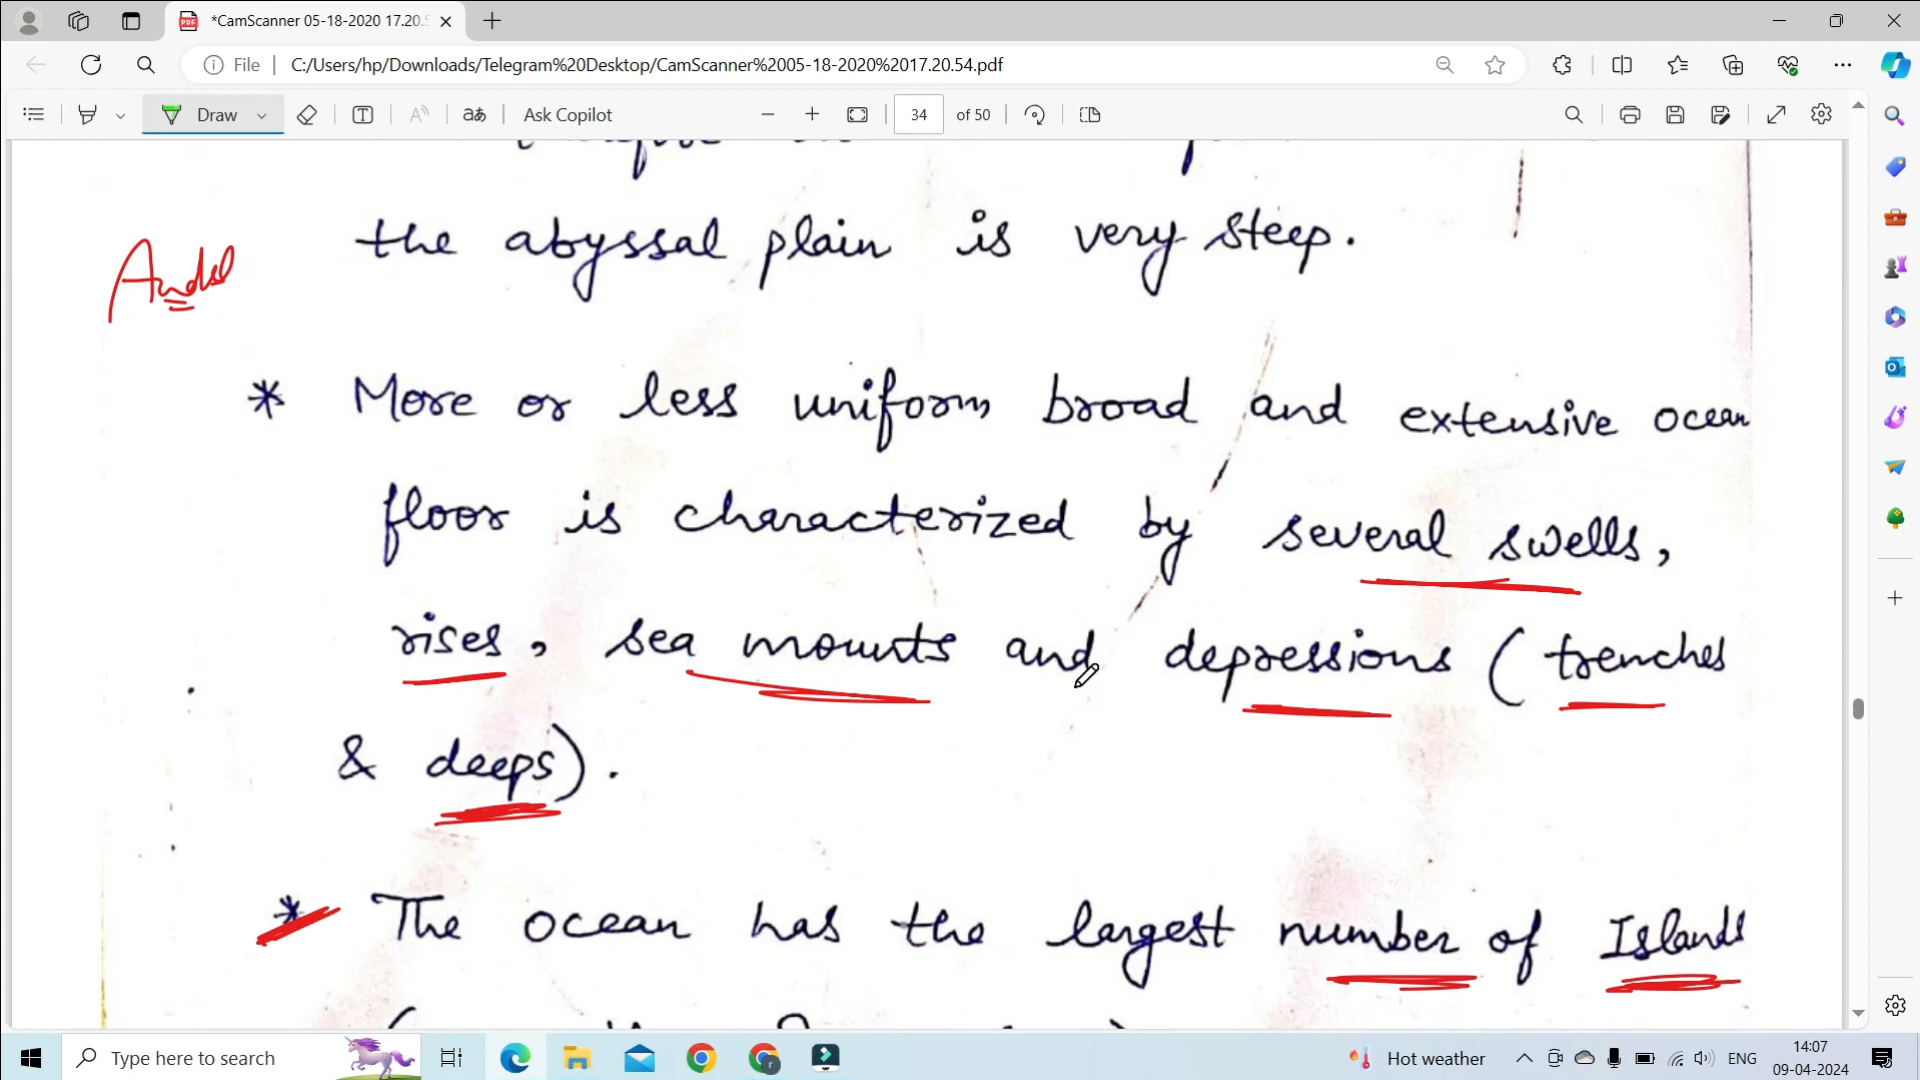 *CamScanner 05-18-2020 17.20.5
File
C:/Users/hp/Downloads/Telegram%20Desktop/CamScanner%2005-18-2020%2017.20.54.pdf
Draw
Ask Copilot
34 of 50
the abyssal plain is very steep.
* More or less uniform broad and extensive ocean
floor is characterized by several swells,
rises, sea mounts and depressions (trenches
& deeps).
* The ocean has the largest number of Islands
Type here to search
Hot weather
ENG
14:07
09-04-2024